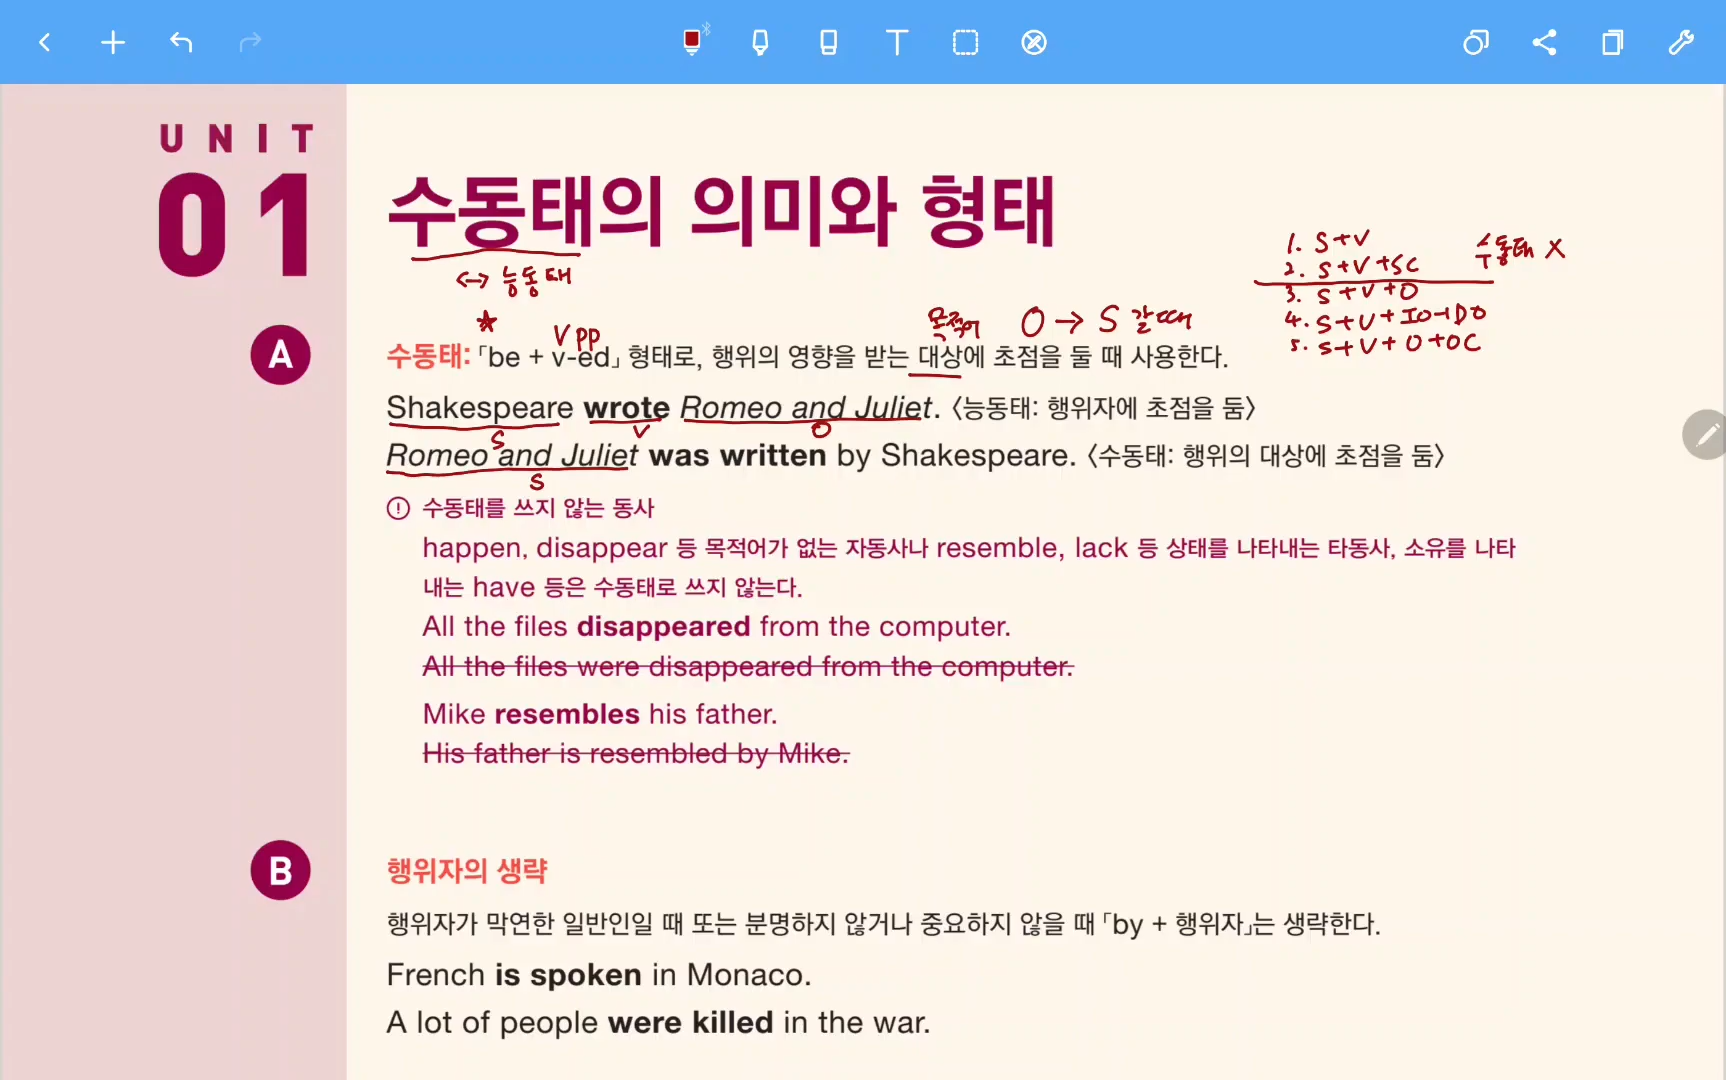 UNIT
01
수동태의 의미와 형태
↔ 능동태
1. S+V
2. S+V+SC
수동태 X
3. S+V+O
4. S+V+IO+DO
5. S+V+O+OC
★
V pp
목적어 O → S 갈 때
A
수동태: 「be + v-ed」 형태로, 행위의 영향을 받는 대상에 초점을 둘 때 사용한다.
Shakespeare wrote Romeo and Juliet. 〈능동태: 행위자에 초점을 둠〉
S V O
Romeo and Juliet was written by Shakespeare. 〈수동태: 행위의 대상에 초점을 둠〉
S
! 수동태를 쓰지 않는 동사
happen, disappear 등 목적어가 없는 자동사나 resemble, lack 등 상태를 나타내는 타동사, 소유를 나타
내는 have 등은 수동태로 쓰지 않는다.
All the files disappeared from the computer.
All the files were disappeared from the computer.
Mike resembles his father.
His father is resembled by Mike.
B
행위자의 생략
행위자가 막연한 일반인일 때 또는 분명하지 않거나 중요하지 않을 때 「by + 행위자」는 생략한다.
French is spoken in Monaco.
A lot of people were killed in the war.